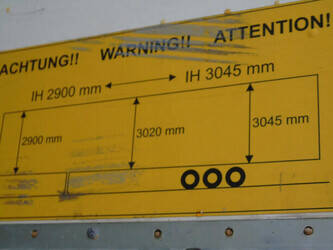 ACHTUNG!! WARNING!! ATTENTION!
IH 2900 mm IH 3045 mm
2900 mm 3020 mm 3045 mm